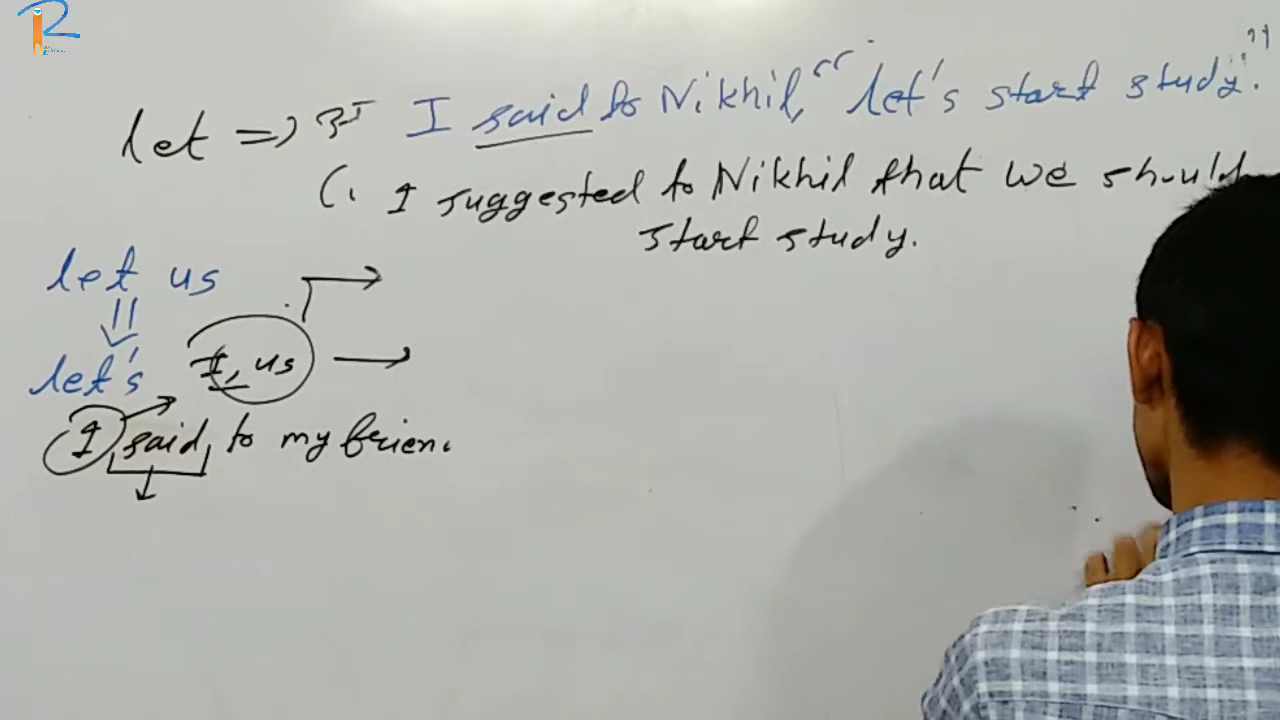 let => I said to Nikhil, “let's start study.”
(. I suggested to Nikhil that we should
start study.
let us
let's I, us
I said, to my frien